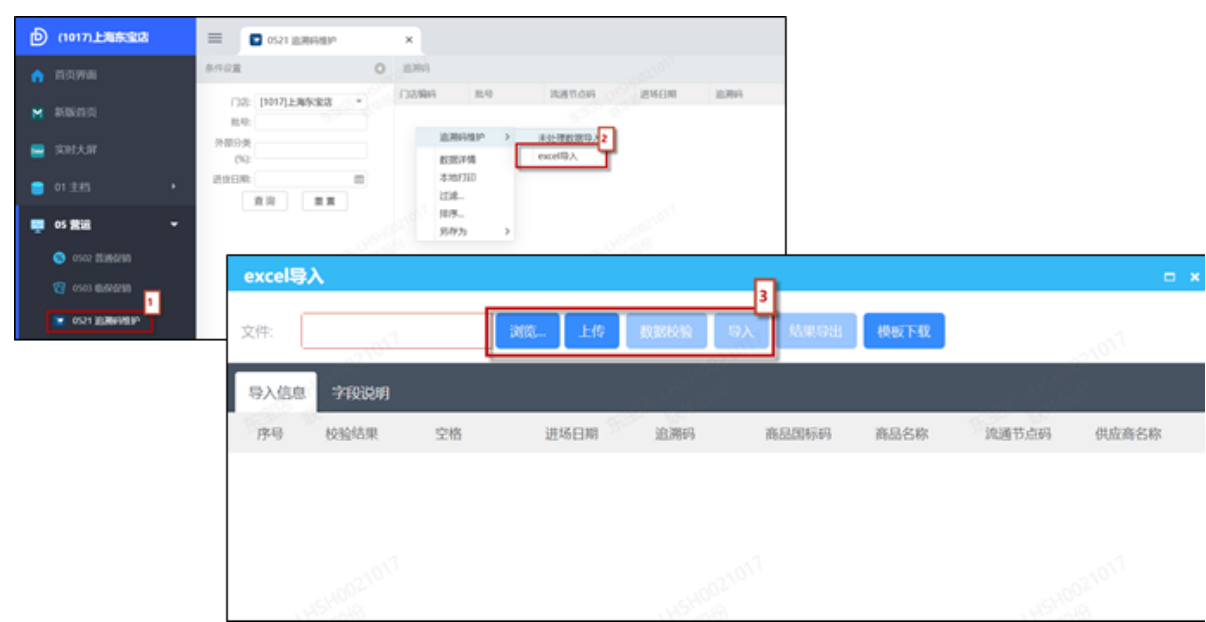 (1017)上海东宝店
0521 追溯码维护
×
首页界面
条件设置
追溯码
门店编码 批号 流通节点码 进场日期 追溯码
新版首页
门店: [1017]上海东宝店
批号:
实时大屏
外部分类
(%):
追溯码维护 >
未处理数据导入
2
数据详情
excel导入
01 主档
进货日期:
本地打印
查询 重置
过滤...
排序...
另存为 >
05 营运
0502 普通促销
0503 临保促销
1
0521 追溯码维护
excel导入
3
文件:
浏览... 上传 数据校验 导入 结果导出 模板下载
导入信息 字段说明
序号 校验结果 空格 进场日期 追溯码 商品国标码 商品名称 流通节点码 供应商名称
LHSH0021017
LHSH0021017
LHSH0021017